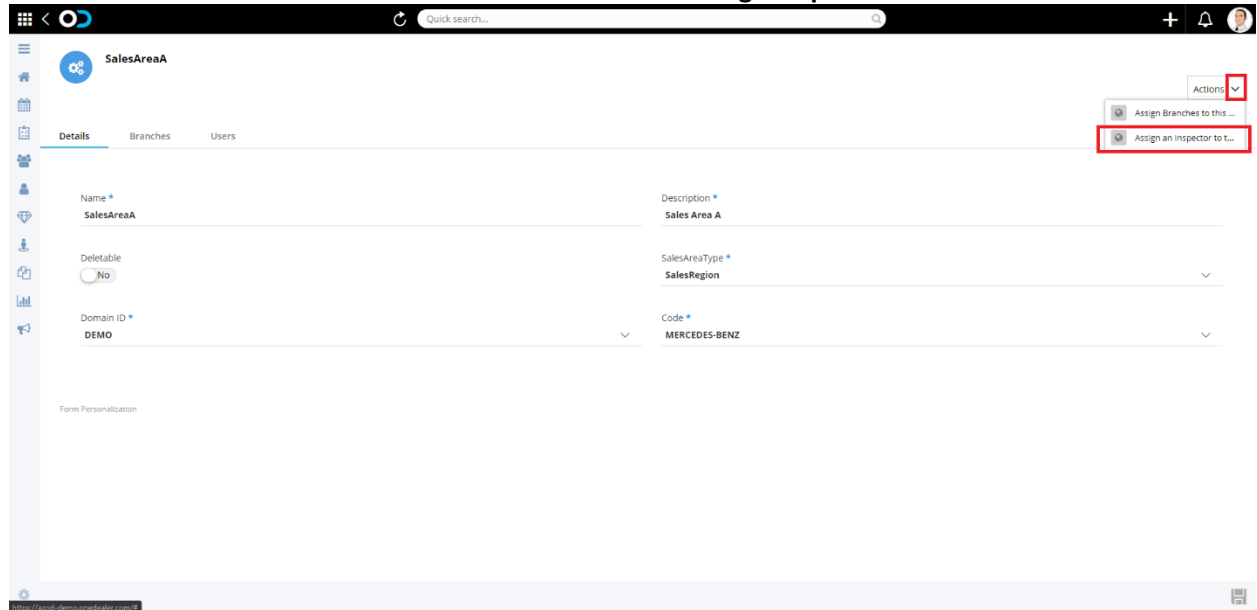 Quick search...
SalesAreaA
Actions
Assign Branches to this ...
Assign an Inspector to t...
Details Branches Users
Name *
SalesAreaA
Description *
Sales Area A
Deletable
No
SalesAreaType *
SalesRegion
Domain ID *
DEMO
Code *
MERCEDES-BENZ
Form Personalization
https://azod-demo.onedealer.com/#